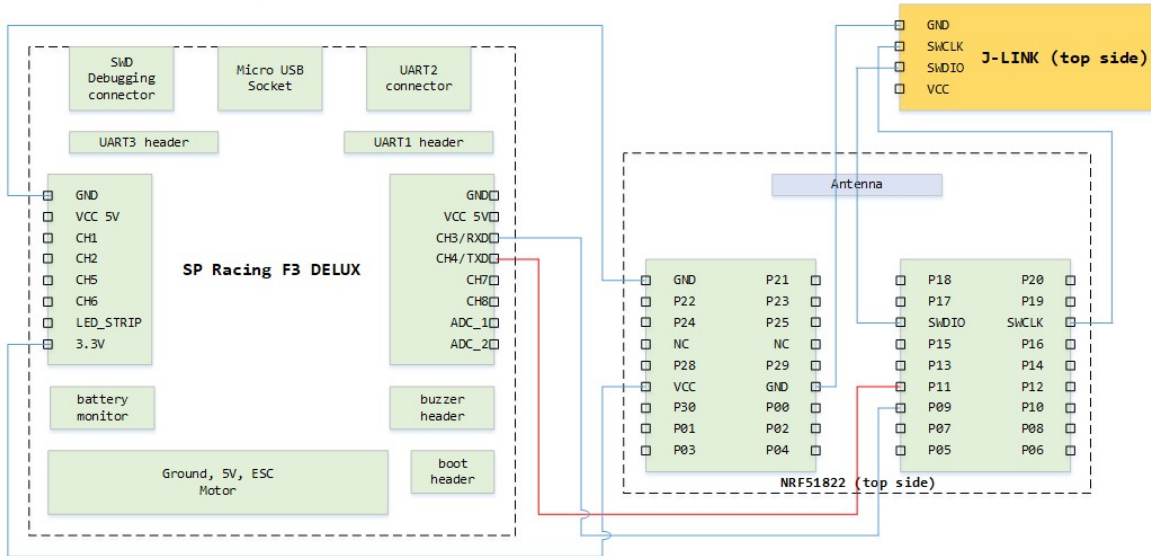 GND
SWCLK
SWDIO
VCC
J-LINK (top side)
SWD
Debugging
connector
Micro USB
Socket
UART2
connector
UART3 header
UART1 header
GND
VCC 5V
CH1
CH2
CH5
CH6
LED_STRIP
3.3V
SP Racing F3 DELUX
GND
VCC 5V
CH3/RXD
CH4/TXD
CH7
CH8
ADC_1
ADC_2
battery
monitor
buzzer
header
Ground, 5V, ESC
Motor
boot
header
Antenna
GND P21
P22 P23
P24 P25
NC NC
P28 P29
VCC GND
P30 P00
P01 P02
P03 P04
P18 P20
P17 P19
SWDIO SWCLK
P15 P16
P13 P14
P11 P12
P09 P10
P07 P08
P05 P06
NRF51822 (top side)